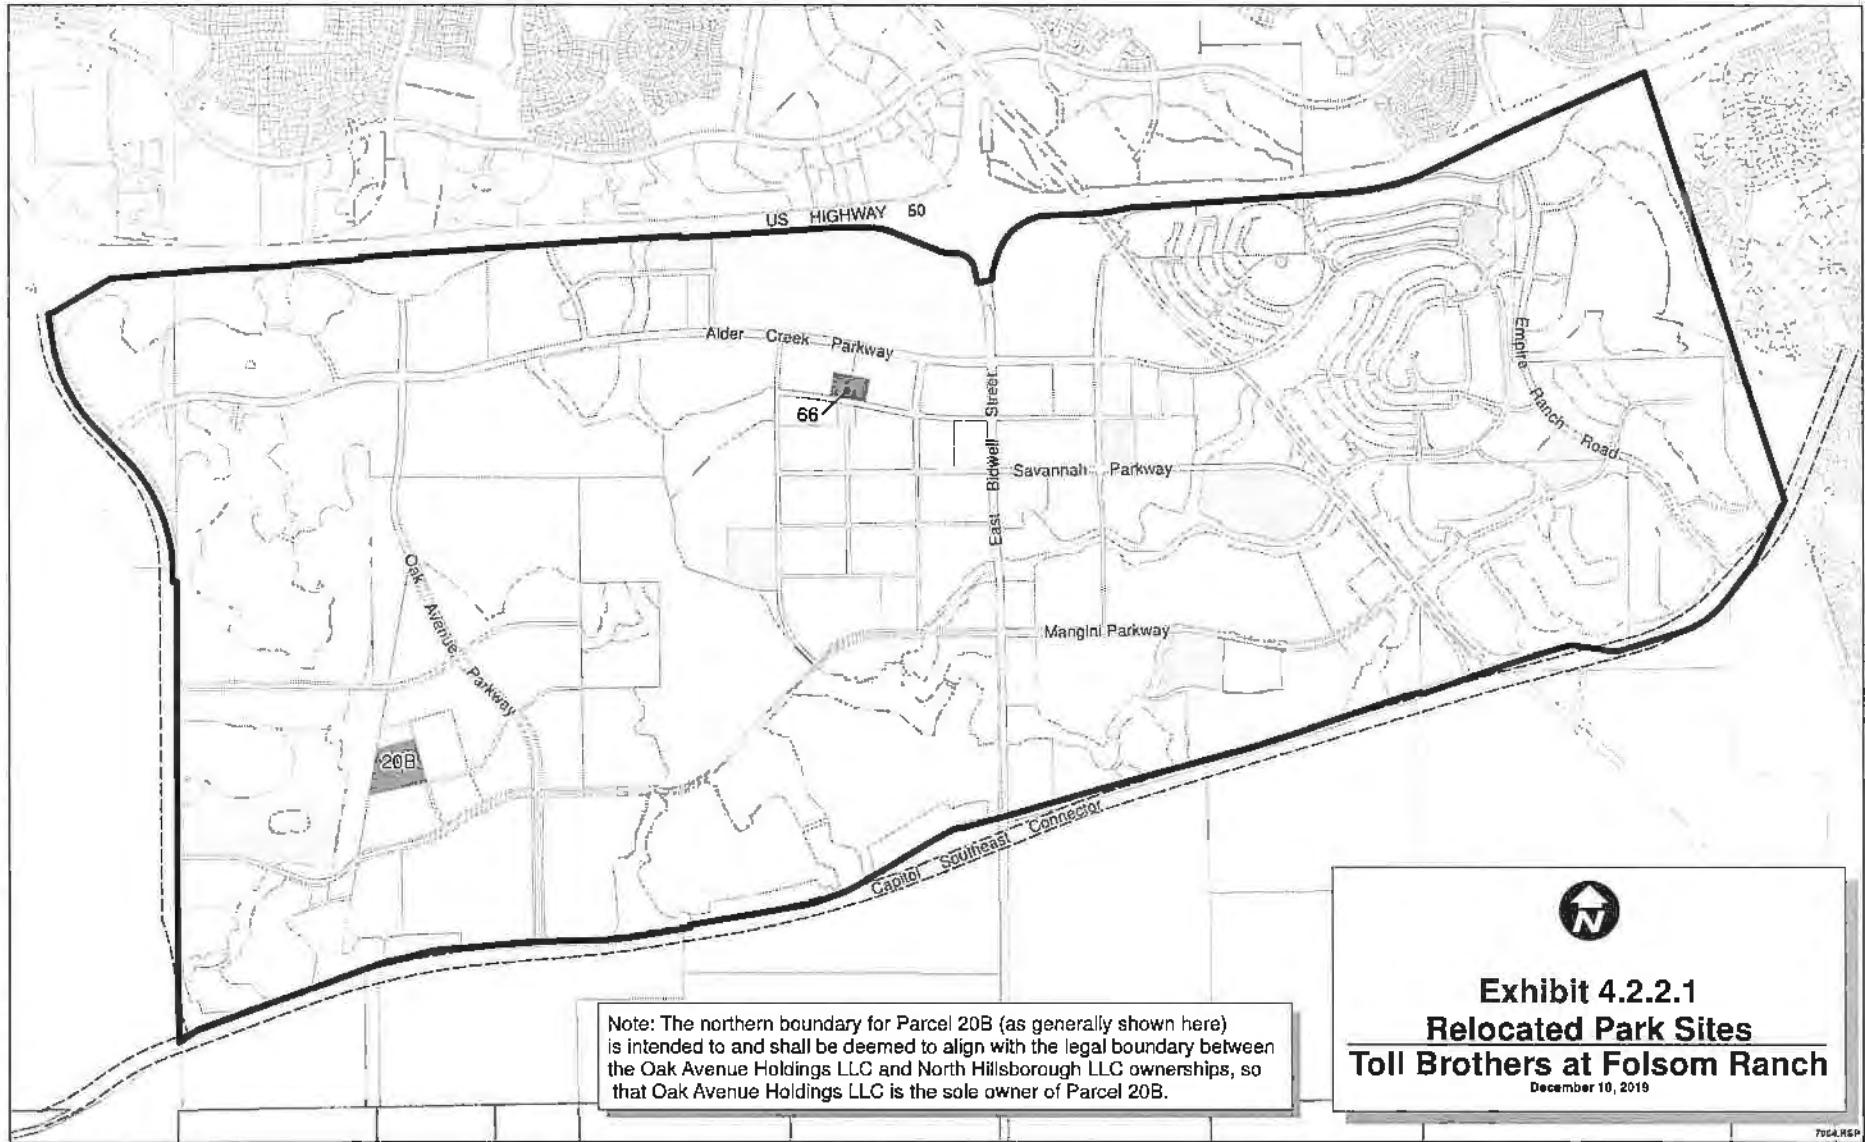 US HIGHWAY 50
Alder Creek Parkway
66
East Bidwell Street
Savannah Parkway
Empire Ranch Road
Oak Avenue Parkway
Mangini Parkway
20B
Capitol Southeast Connector
N
Exhibit 4.2.2.1
Relocated Park Sites
Toll Brothers at Folsom Ranch
December 10, 2019
Note: The northern boundary for Parcel 20B (as generally shown here)
is intended to and shall be deemed to align with the legal boundary between
the Oak Avenue Holdings LLC and North Hillsborough LLC ownerships, so
that Oak Avenue Holdings LLC is the sole owner of Parcel 20B.